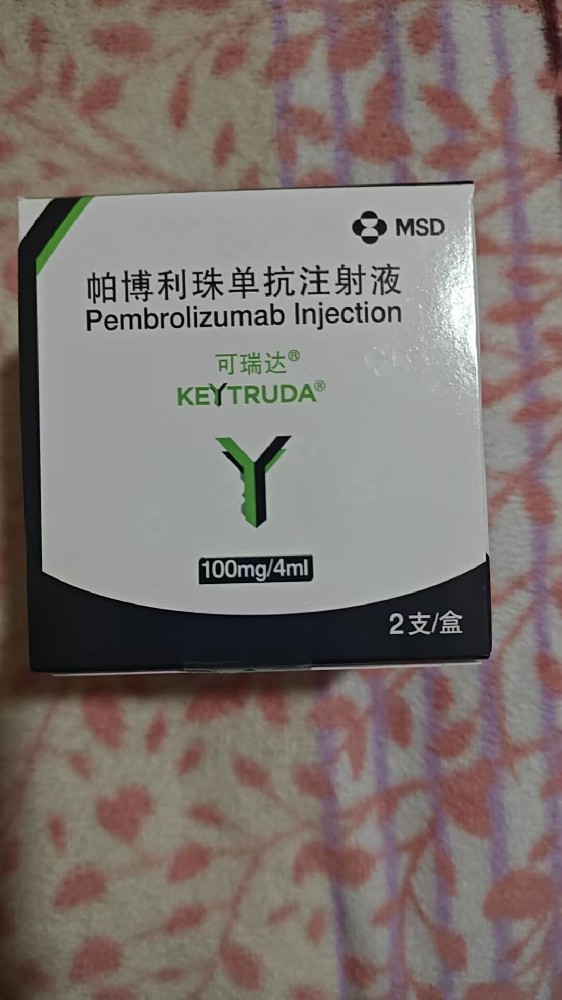 MSD
帕博利珠单抗注射液
Pembrolizumab Injection
可瑞达®
KEYTRUDA®
100mg/4ml
2支/盒